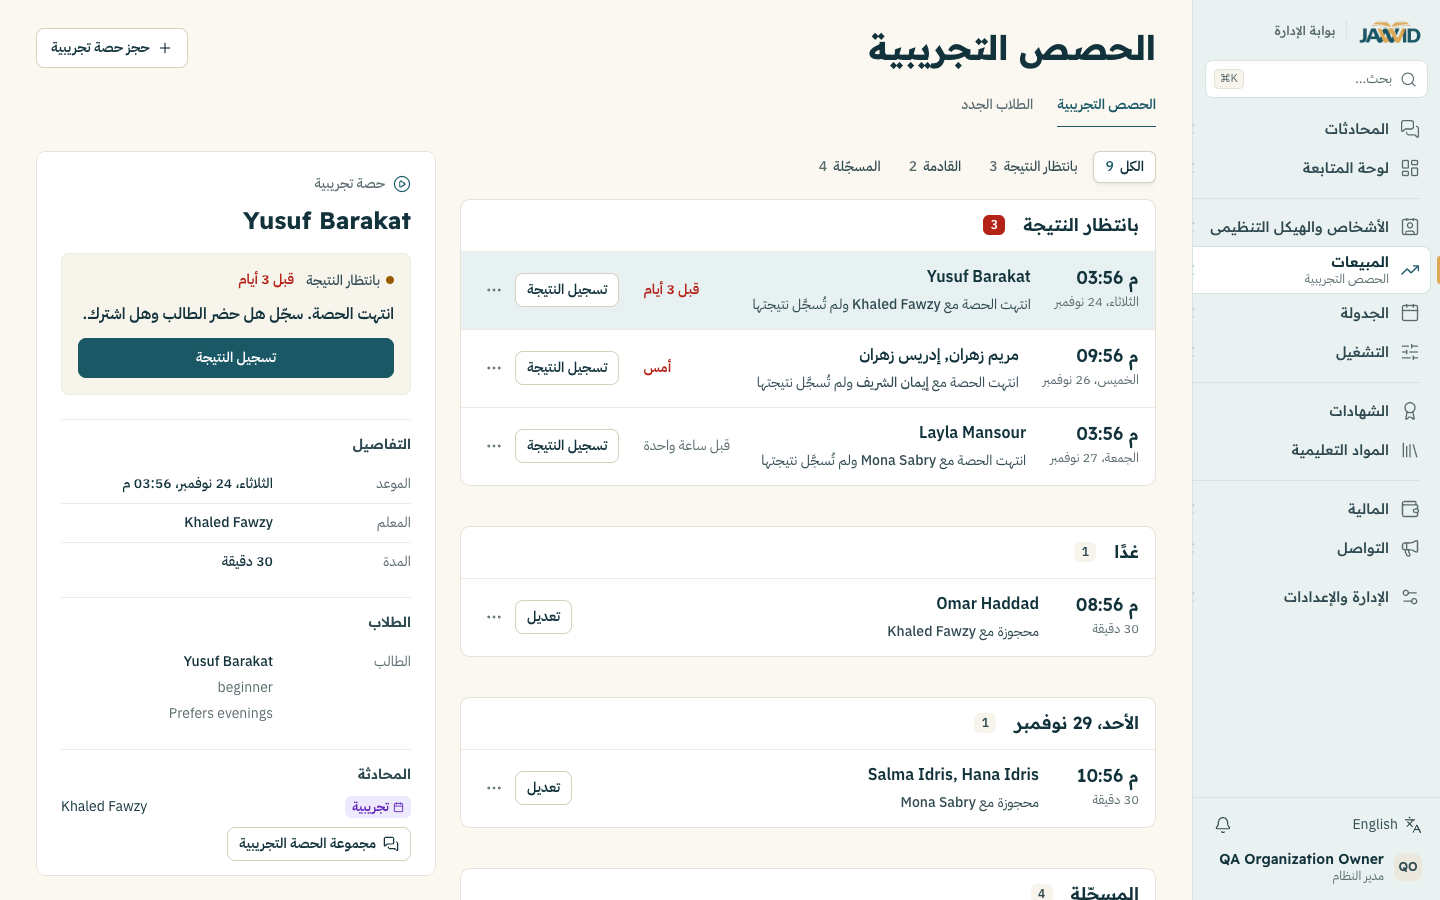 JAWWID
بوابة الإدارة
بحث...
⌘K
المحادثات
لوحة المتابعة
الأشخاص والهيكل التنظيمي
المبيعات
الحصص التجريبية
الجدولة
التشغيل
الشهادات
المواد التعليمية
المالية
التواصل
الإدارة والإعدادات
English
QO
QA Organization Owner
مدير النظام
الحصص التجريبية
حجز حصة تجريبية
الحصص التجريبية
الطلاب الجدد
الكل 9
بانتظار النتيجة 3
القادمة 2
المسجّلة 4
بانتظار النتيجة 3
03:56 م
الثلاثاء، 24 نوفمبر
Yusuf Barakat
انتهت الحصة مع Khaled Fawzy ولم تُسجَّل نتيجتها
قبل 3 أيام
تسجيل النتيجة
09:56 م
الخميس، 26 نوفمبر
مريم زهران, إدريس زهران
انتهت الحصة مع إيمان الشريف ولم تُسجَّل نتيجتها
أمس
تسجيل النتيجة
03:56 م
الجمعة، 27 نوفمبر
Layla Mansour
انتهت الحصة مع Mona Sabry ولم تُسجَّل نتيجتها
قبل ساعة واحدة
تسجيل النتيجة
غدًا 1
08:56 م
30 دقيقة
Omar Haddad
محجوزة مع Khaled Fawzy
تعديل
الأحد، 29 نوفمبر 1
10:56 م
30 دقيقة
Salma Idris, Hana Idris
محجوزة مع Mona Sabry
تعديل
المسجّلة 4
حصة تجريبية
Yusuf Barakat
بانتظار النتيجة قبل 3 أيام
انتهت الحصة. سجّل هل حضر الطالب وهل اشترك.
تسجيل النتيجة
التفاصيل
الموعد الثلاثاء، 24 نوفمبر، 03:56 م
المعلم Khaled Fawzy
المدة 30 دقيقة
الطلاب
الطالب Yusuf Barakat
beginner
Prefers evenings
المحادثة
تجريبية Khaled Fawzy
مجموعة الحصة التجريبية